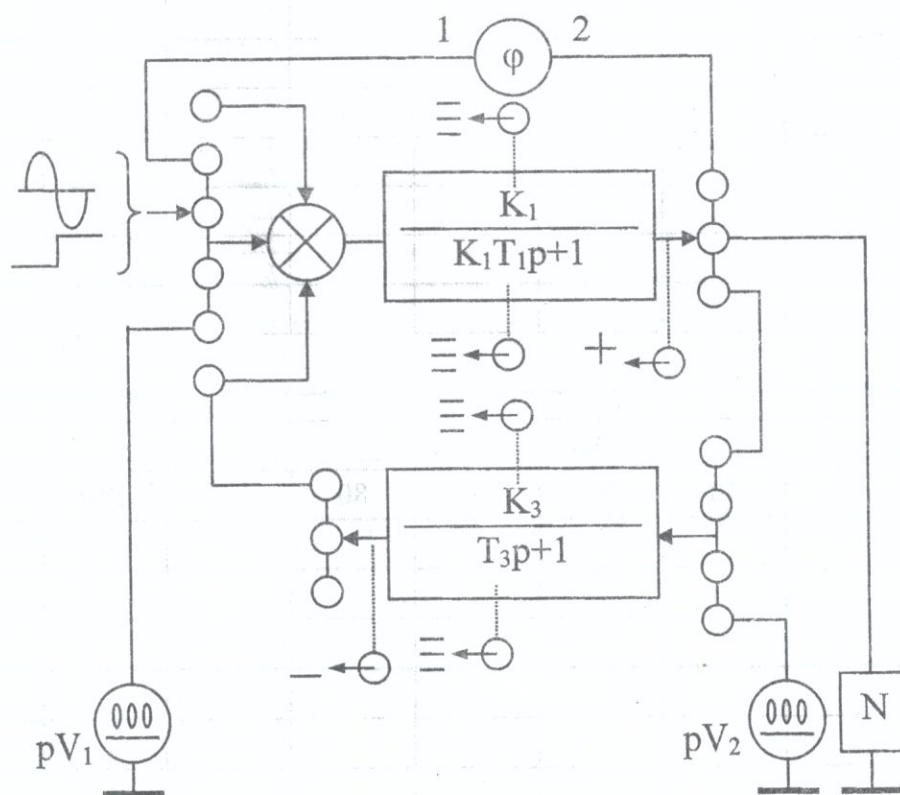 1 φ 2
K₁
K₁T₁p+1
+
K₃
T₃p+1
−
000
pV₁
000
pV₂
N